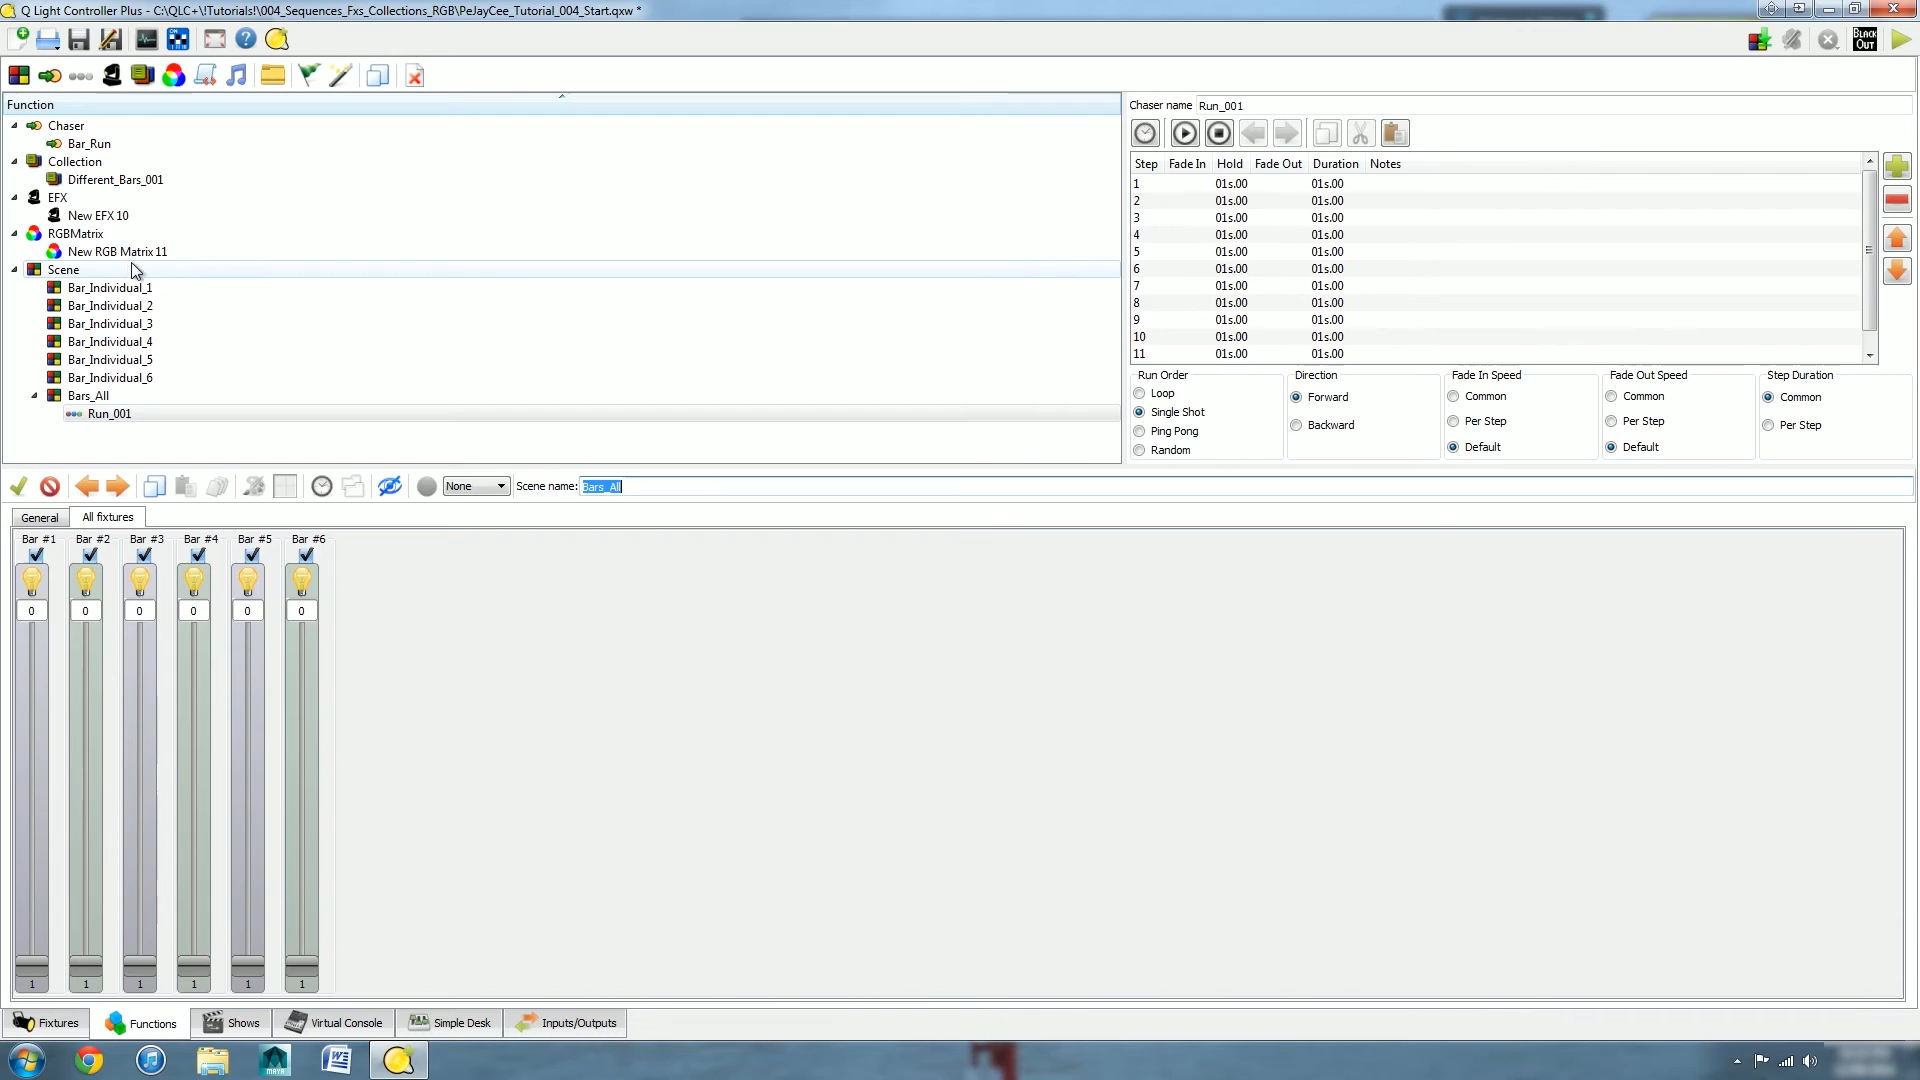 Q Light Controller Plus - C:\QLC+\!Tutorials!\004_Sequences_Fxs_Collections_RGB\PeJayCee_Tutorial_004_Start.qxw *
BLACK OUT
Function
Chaser
Bar_Run
Collection
Different_Bars_001
EFX
New EFX 10
RGBMatrix
New RGB Matrix 11
Scene
Bar_Individual_1
Bar_Individual_2
Bar_Individual_3
Bar_Individual_4
Bar_Individual_5
Bar_Individual_6
Bars_All
Run_001
Chaser name Run_001
Step Fade In Hold Fade Out Duration Notes
1 01s.00 01s.00
2 01s.00 01s.00
3 01s.00 01s.00
4 01s.00 01s.00
5 01s.00 01s.00
6 01s.00 01s.00
7 01s.00 01s.00
8 01s.00 01s.00
9 01s.00 01s.00
10 01s.00 01s.00
11 01s.00 01s.00
Run Order Direction Fade In Speed Fade Out Speed Step Duration
Loop Forward Common Common Common
Single Shot Backward Per Step Per Step Per Step
Ping Pong Default Default
Random
None Scene name: Bars_All
General All fixtures
Bar #1 Bar #2 Bar #3 Bar #4 Bar #5 Bar #6
0 0 0 0 0 0
1 1 1 1 1 1
Fixtures Functions Shows Virtual Console Simple Desk Inputs/Outputs
MAYA